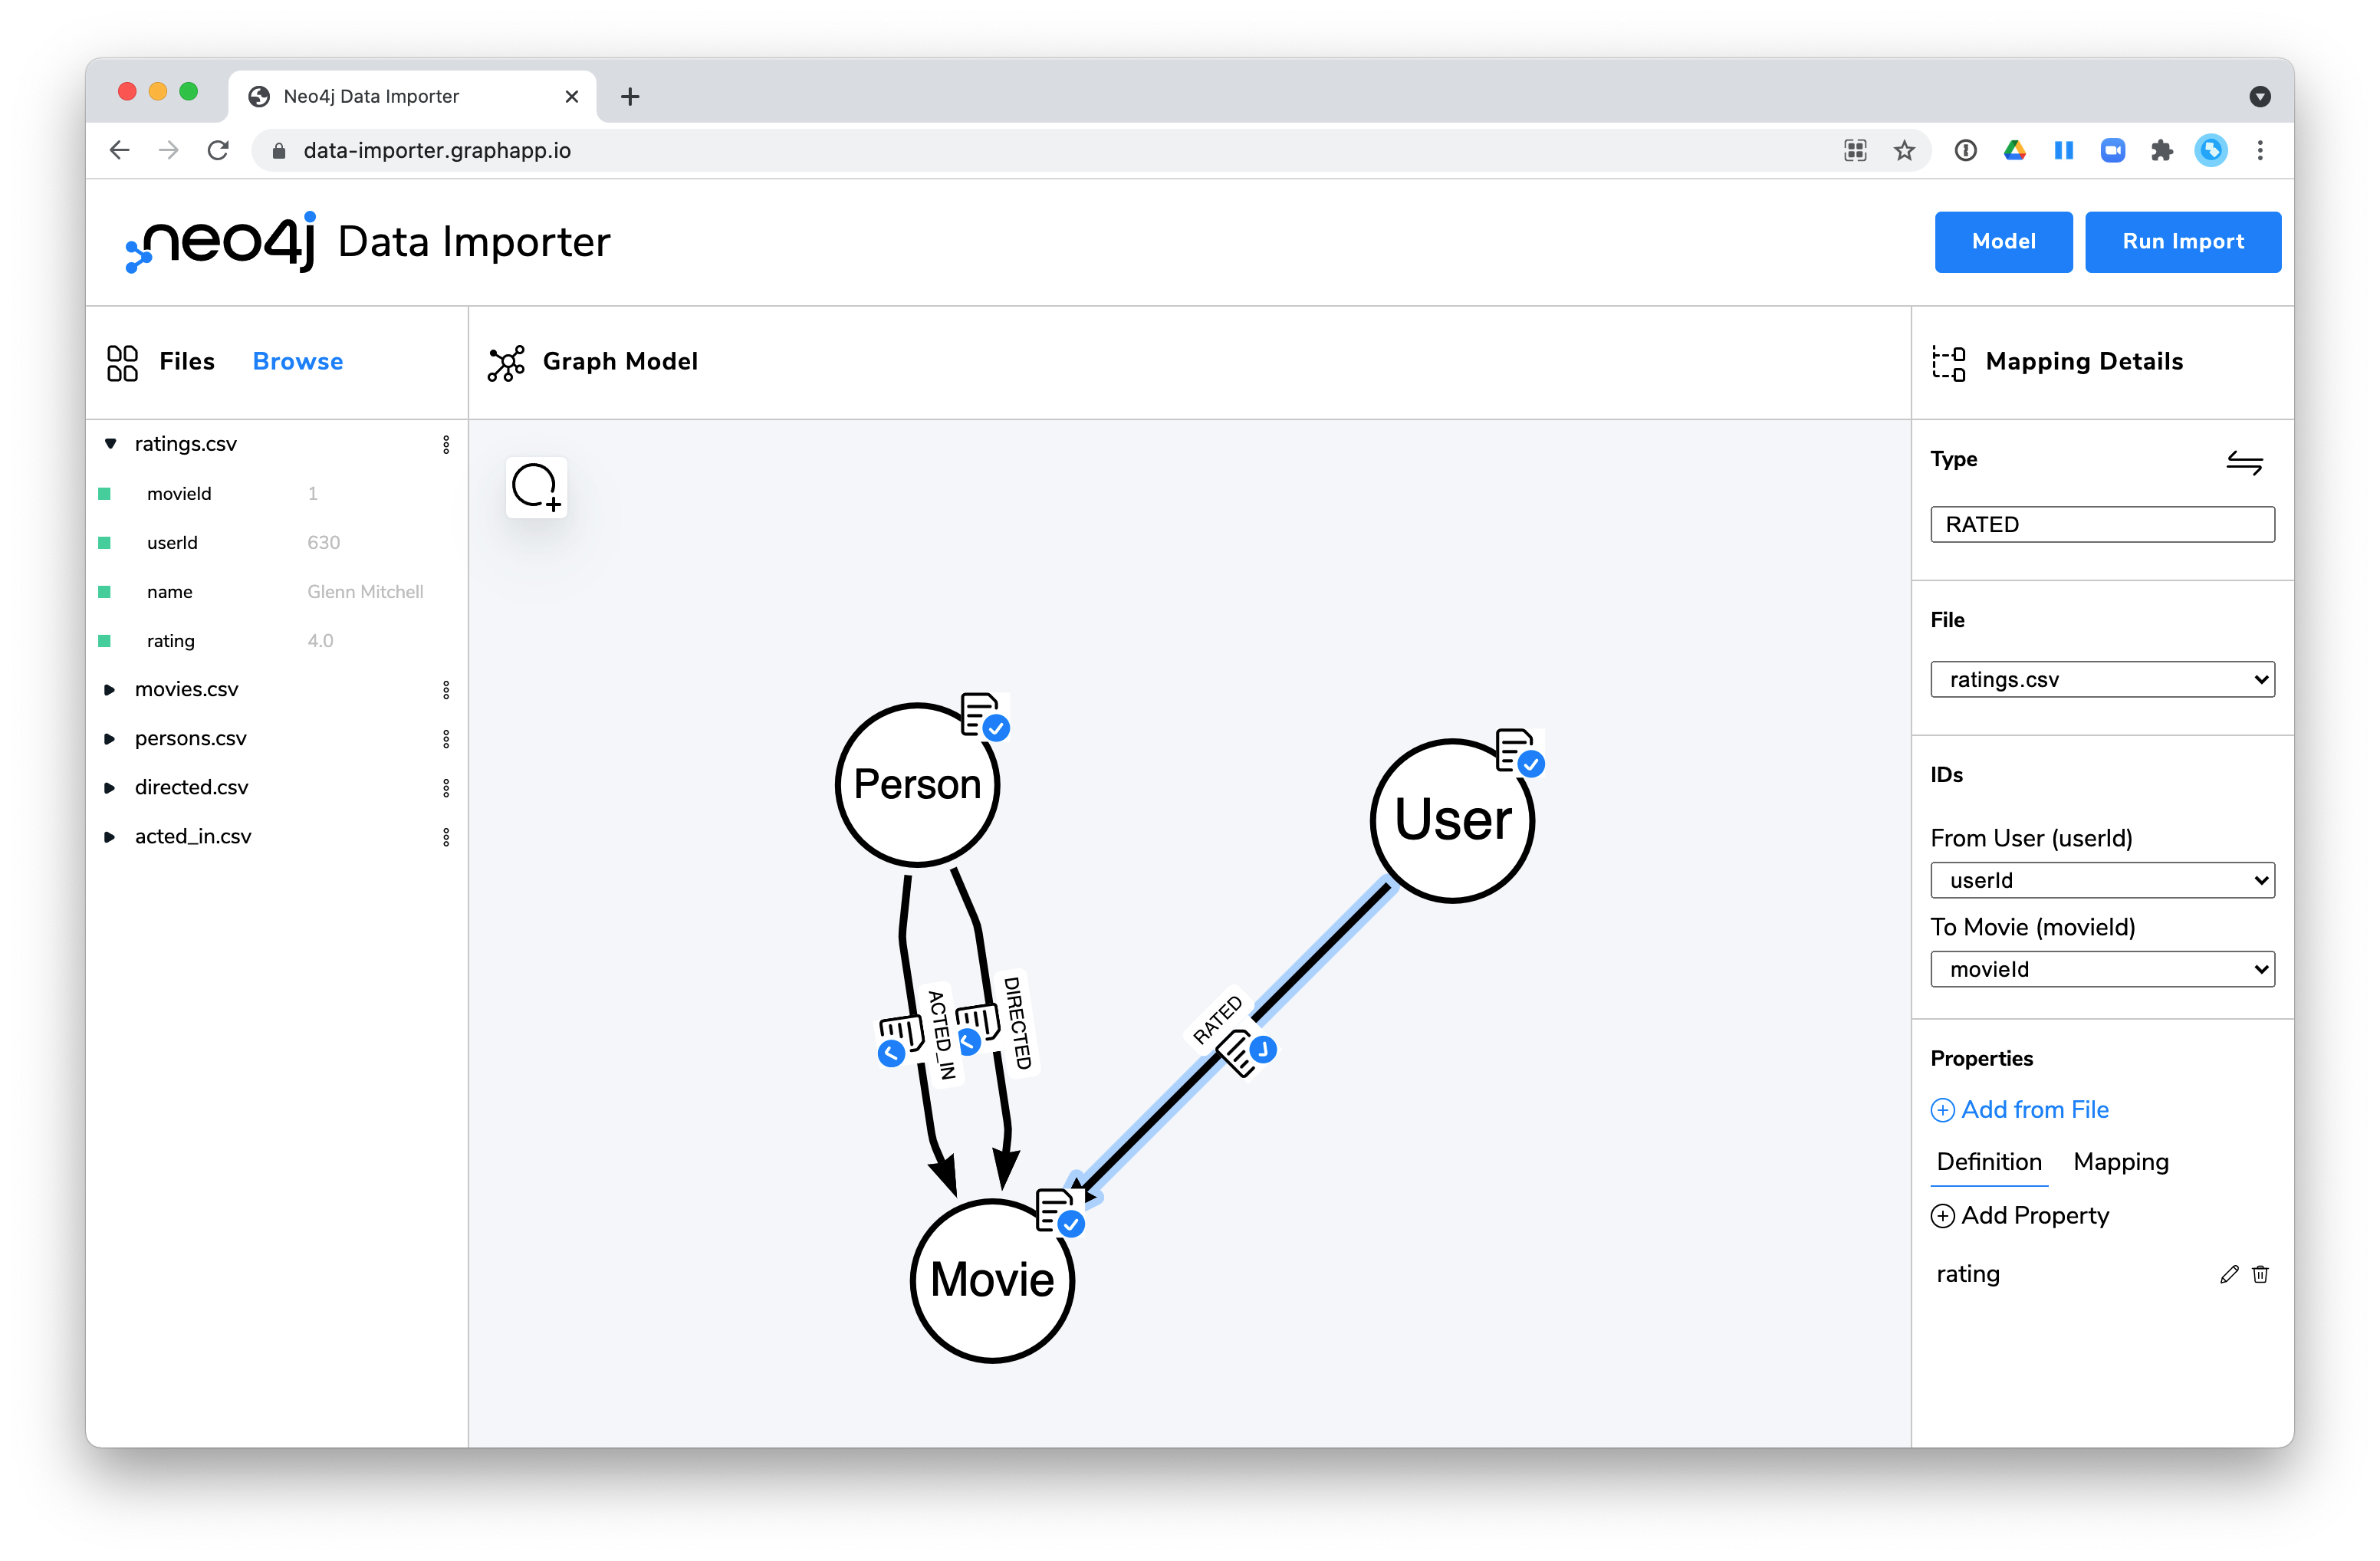 Neo4j Data Importer
data-importer.graphapp.io
neo4j Data Importer
Model
Run Import
Files
Browse
Graph Model
Mapping Details
ratings.csv
movieId 1
userId 630
name Glenn Mitchell
rating 4.0
movies.csv
persons.csv
directed.csv
acted_in.csv
Person
User
ACTED_IN
DIRECTED
RATED
Movie
Type
RATED
File
ratings.csv
IDs
From User (userId)
userId
To Movie (movieId)
movieId
Properties
Add from File
Definition Mapping
Add Property
rating